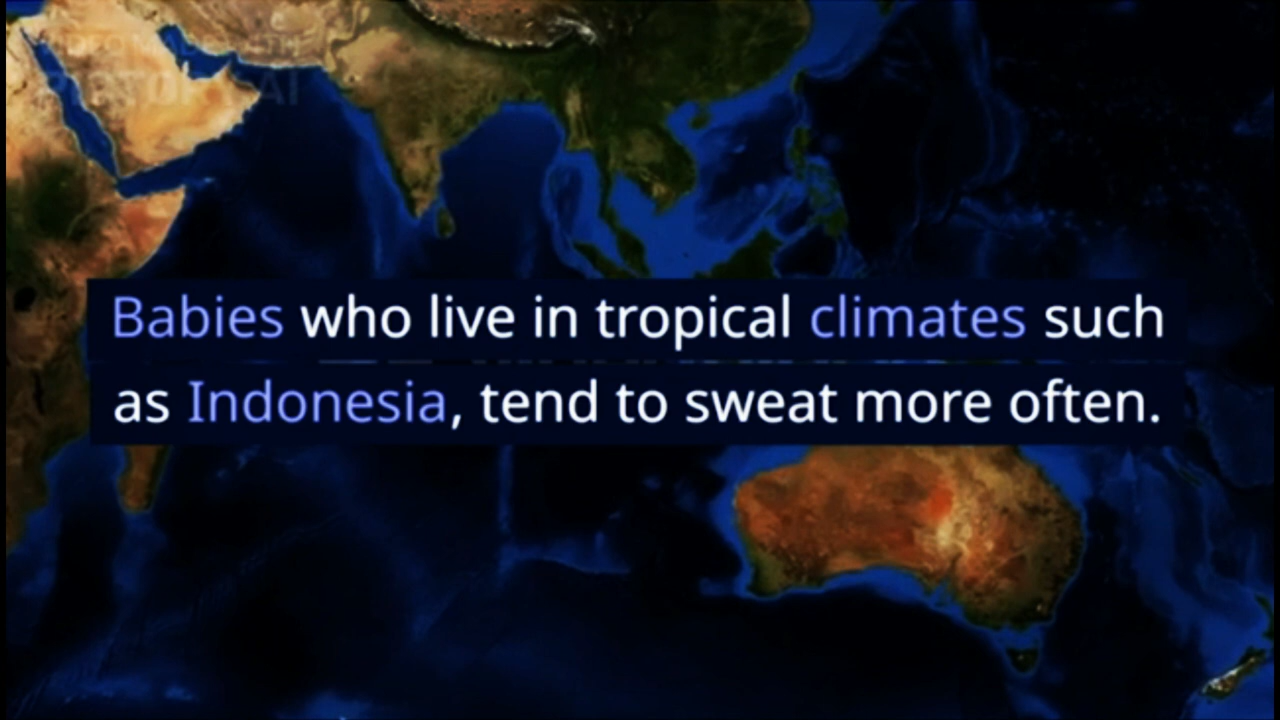 Babies who live in tropical climates such
as Indonesia, tend to sweat more often.